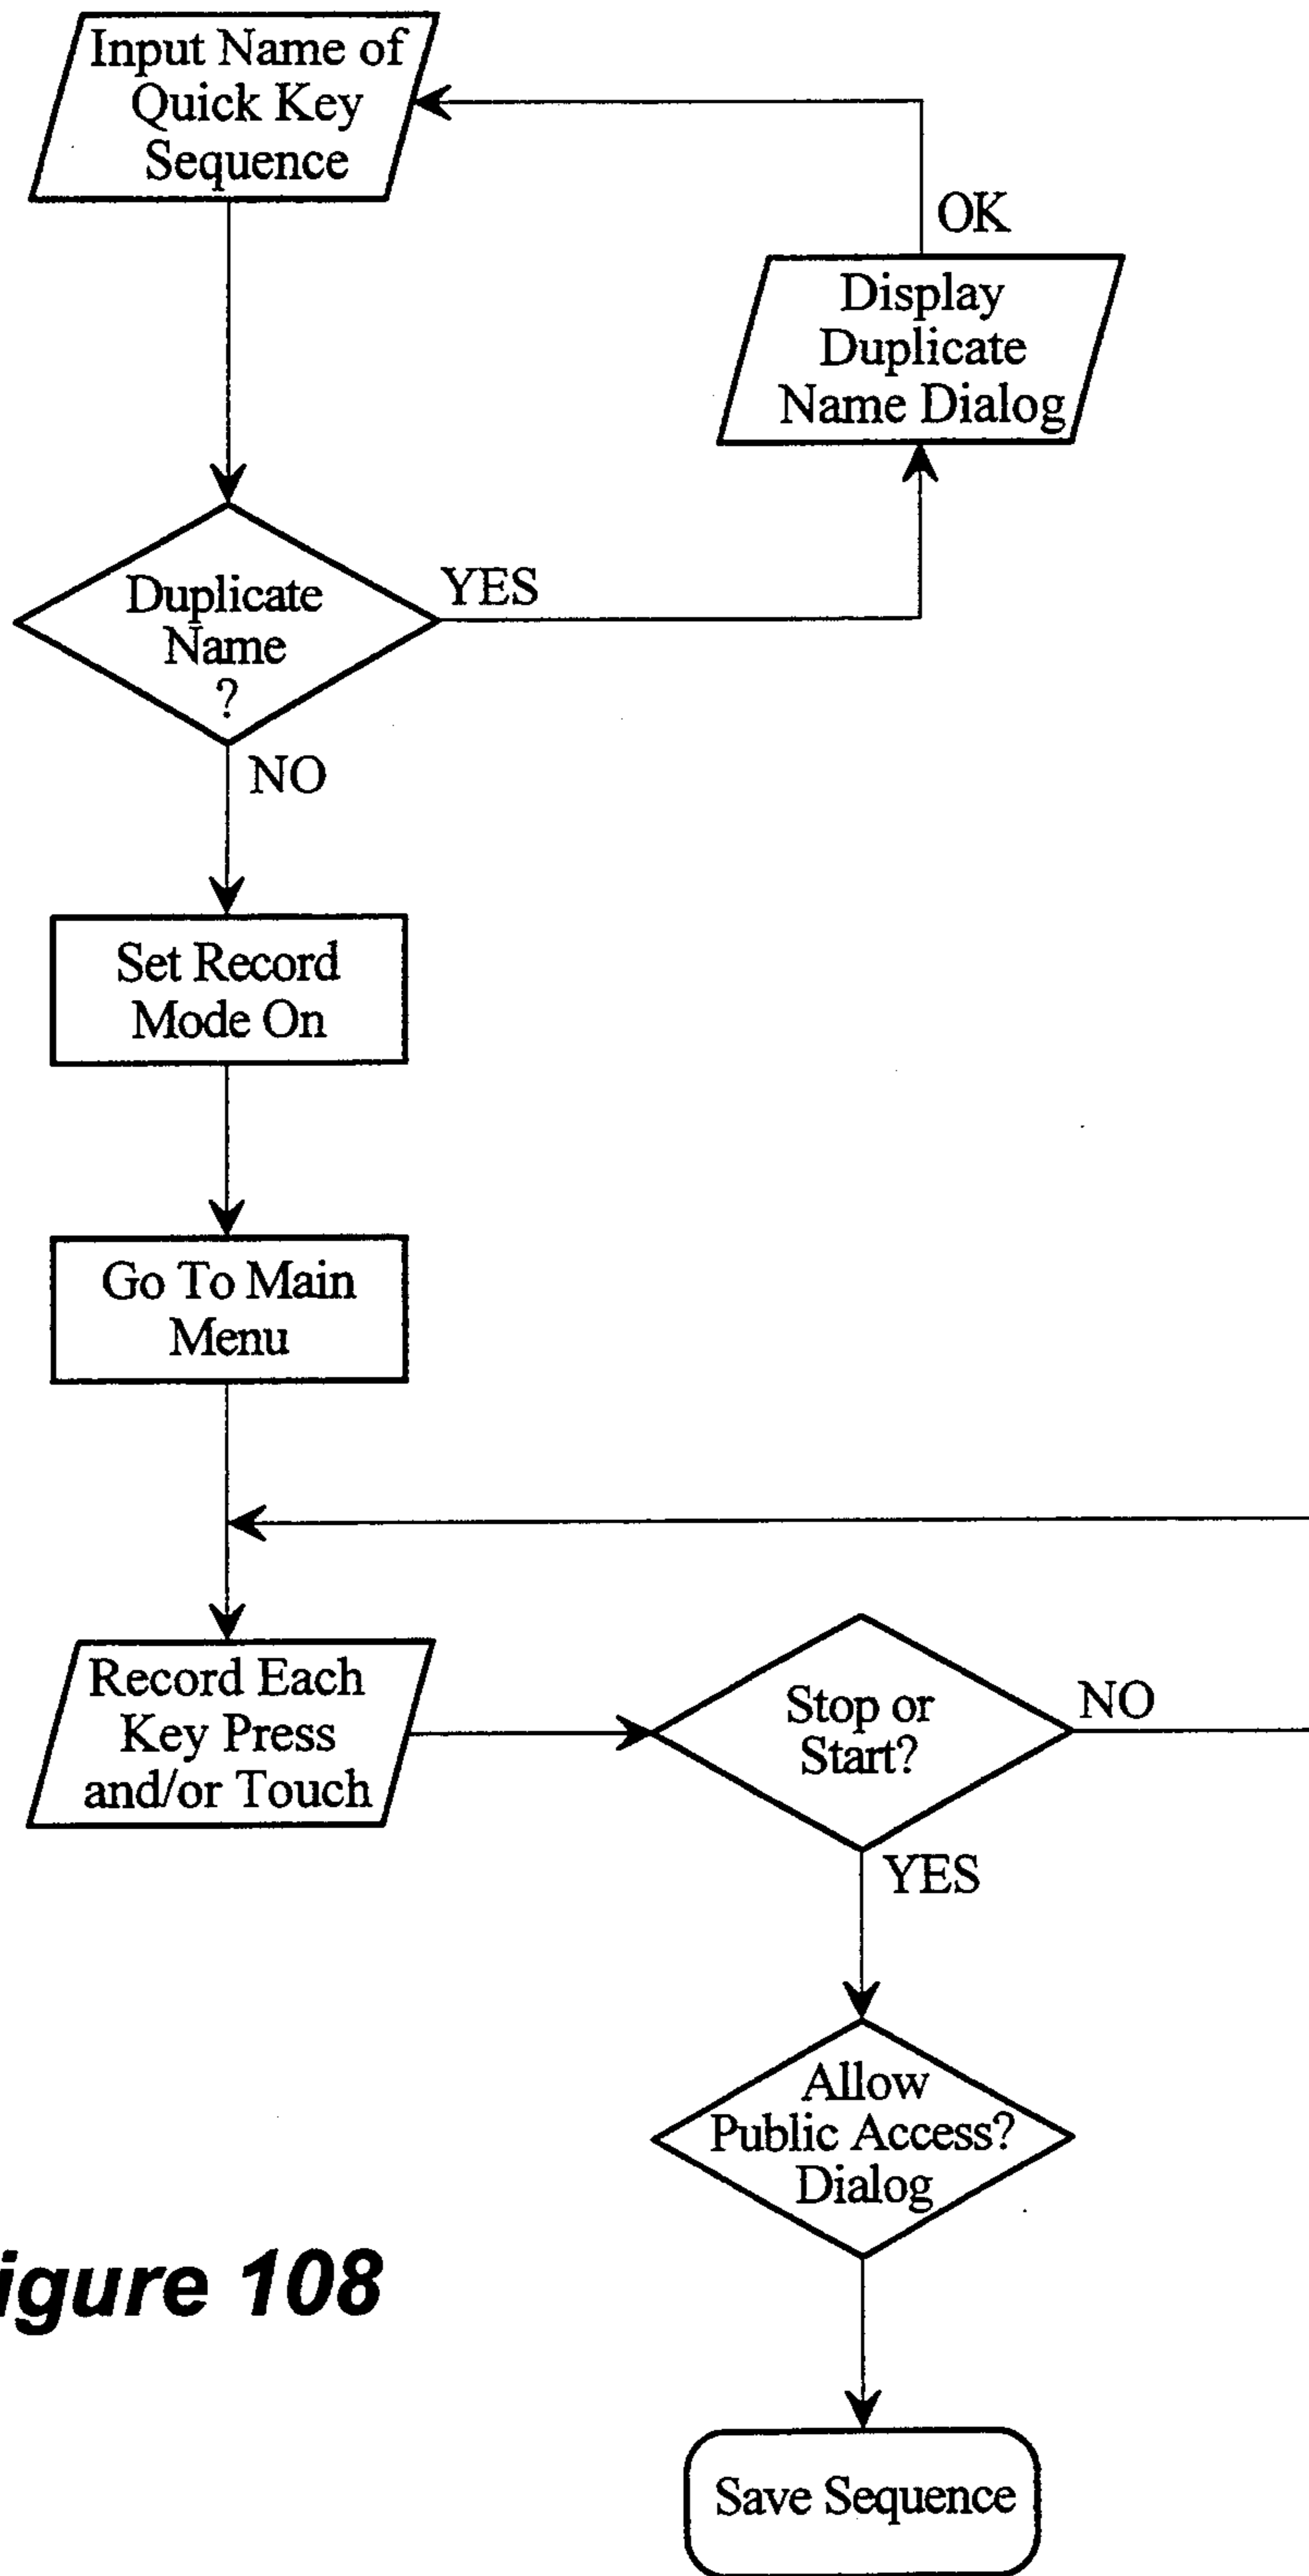 Input Name of
Quick Key
Sequence
OK
Display
Duplicate
Name Dialog
Duplicate
Name
?
YES
NO
Set Record
Mode On
Go To Main
Menu
Record Each
Key Press
and/or Touch
Stop or
Start?
NO
YES
Allow
Public Access?
Dialog
igure 108
Save Sequence